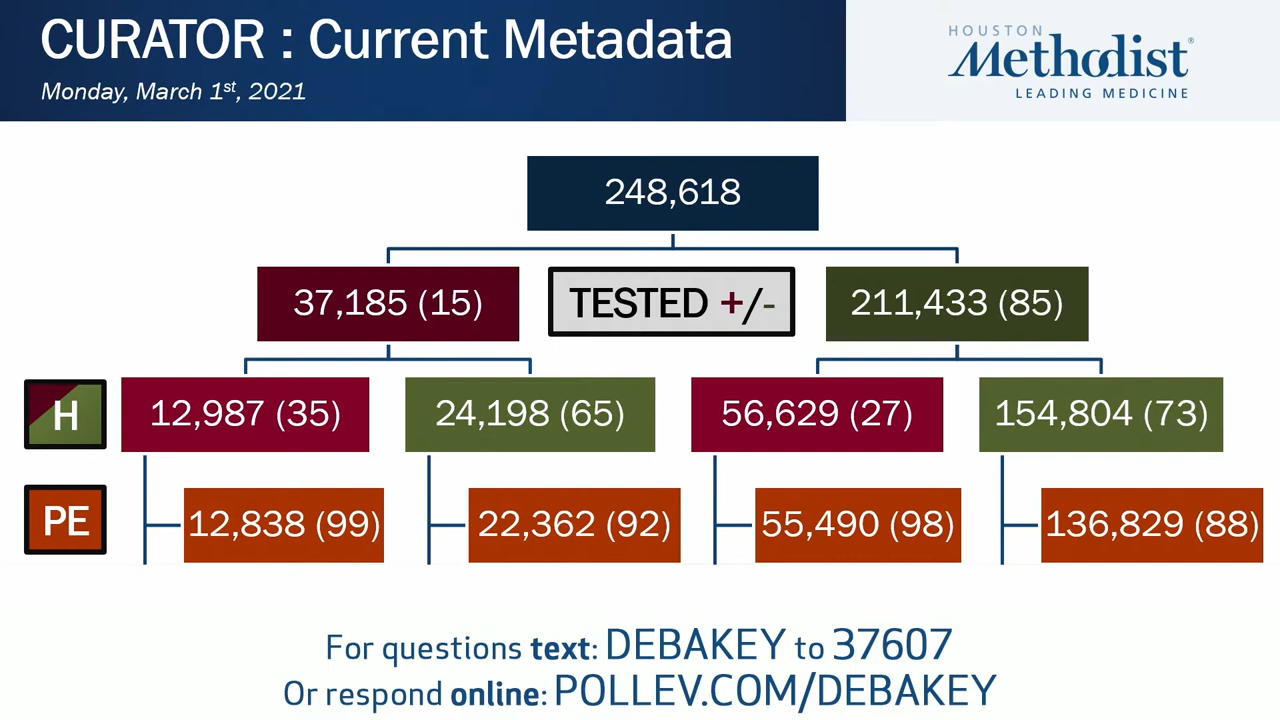 CURATOR : Current Metadata
Monday, March 1st, 2021
HOUSTON
Methodist®
LEADING MEDICINE
248,618
37,185 (15)
TESTED +/-
211,433 (85)
H
12,987 (35)
24,198 (65)
56,629 (27)
154,804 (73)
PE
12,838 (99)
22,362 (92)
55,490 (98)
136,829 (88)
For questions text: DEBAKEY to 37607
Or respond online: POLLEV.COM/DEBAKEY